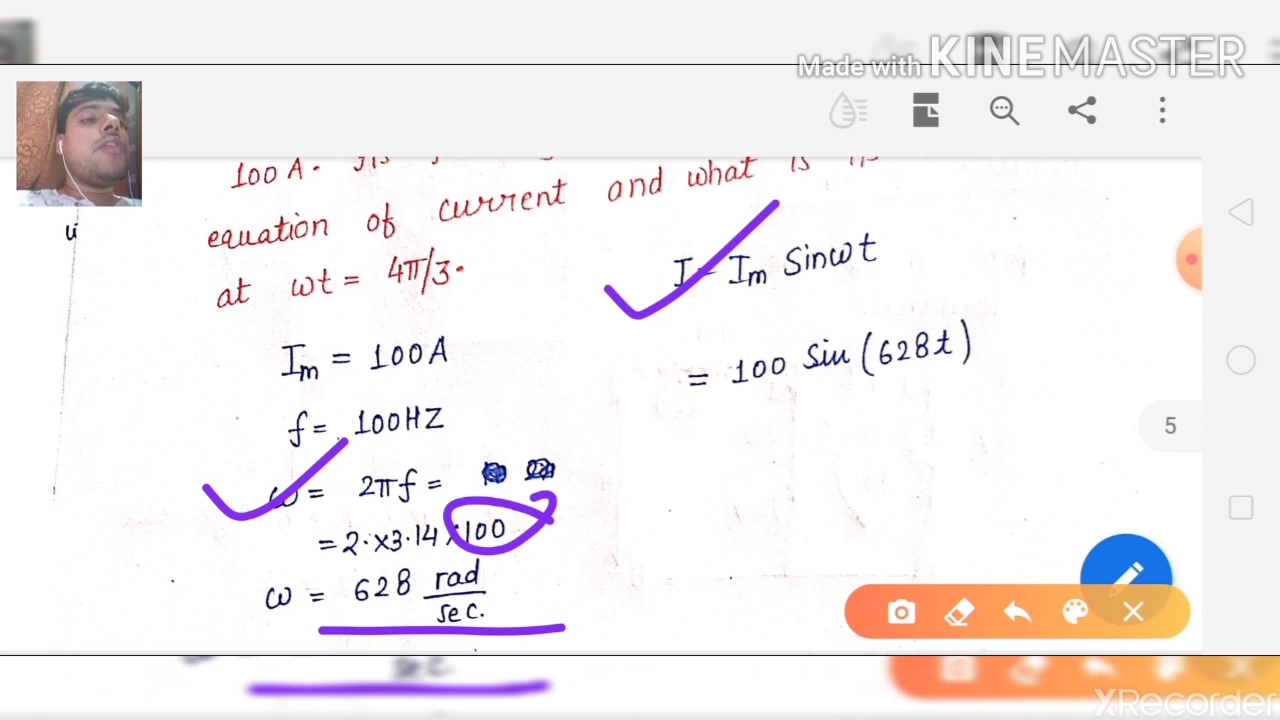 Made with KINEMASTER
100 A.
equation of current and what is
at ωt = 4π/3.
I = Im Sinωt
= 100 Sin (628t)
Im = 100A
f = 100HZ
ω = 2πf =
= 2.×3.14×100
ω = 628 rad/sec.
5
XRecorder